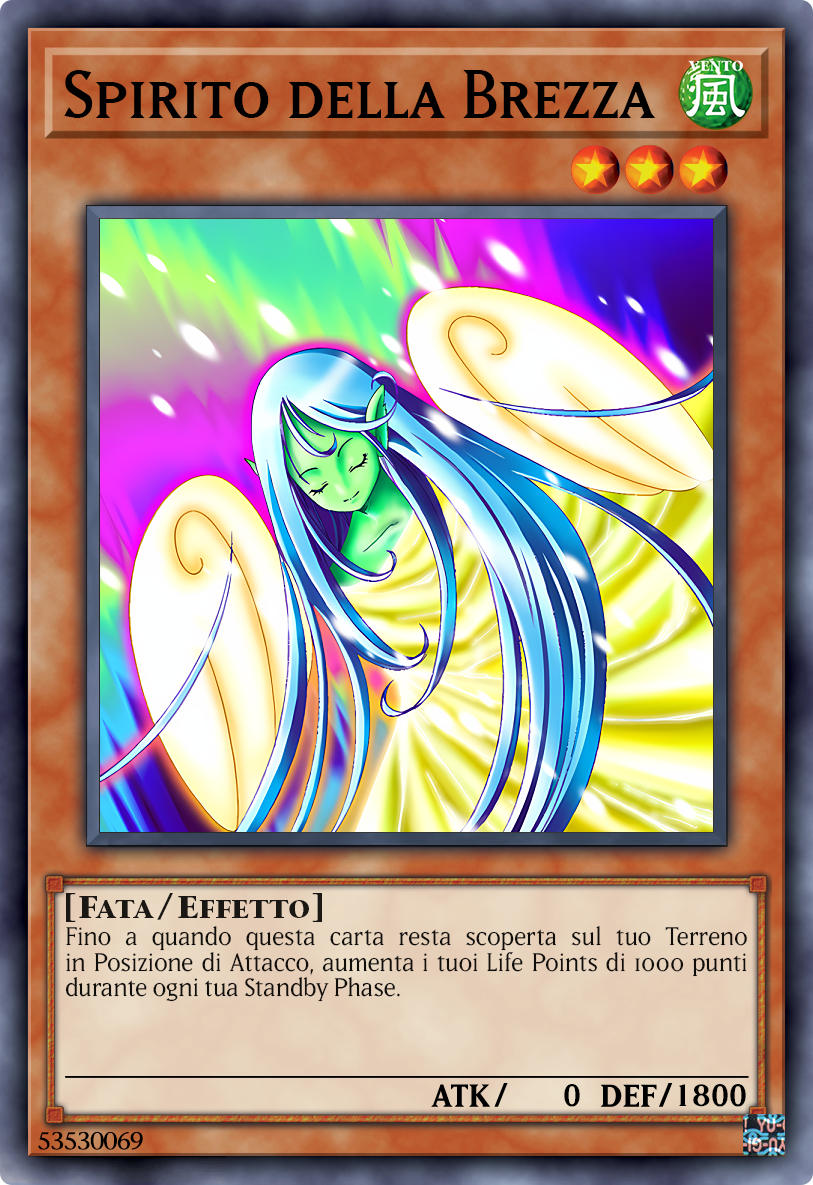 Spirito della Brezza
VENTO
風
[Fata/Effetto]
Fino a quando questa carta resta scoperta sul tuo Terreno
in Posizione di Attacco, aumenta i tuoi Life Points di 1000 punti
durante ogni tua Standby Phase.
ATK/ 0 DEF/1800
53530069